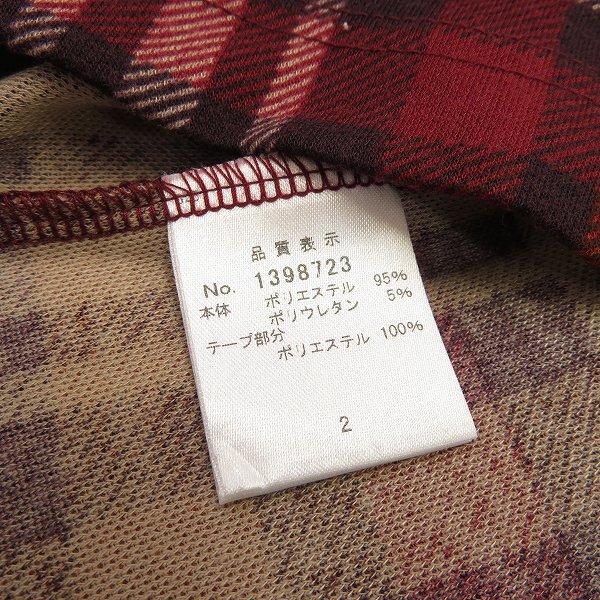 品質表示
No. 1398723
本体 ポリエステル 95%
ポリウレタン 5%
テープ部分
ポリエステル 100%
2